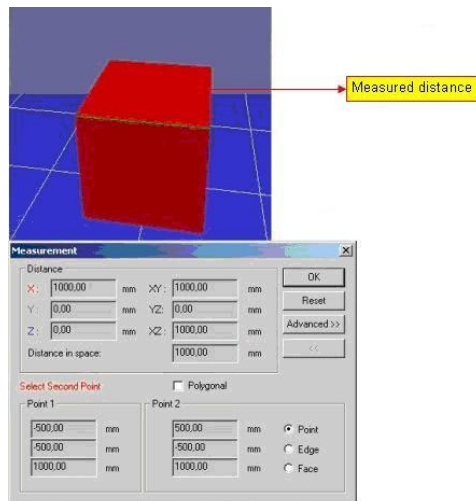 Measured distance
Measurement
Distance
X: 1000,00 mm XY: 1000,00 mm OK
Y: 0,00 mm YZ: 0,00 mm Reset
Z: 0,00 mm XZ: 1000,00 mm Advanced >>
Distance in space: 1000,00 mm <<
Select Second Point Polygonal
Point 1 Point 2
-500,00 mm 500,00 mm Point
-500,00 mm -500,00 mm Edge
1000,00 mm 1000,00 mm Face